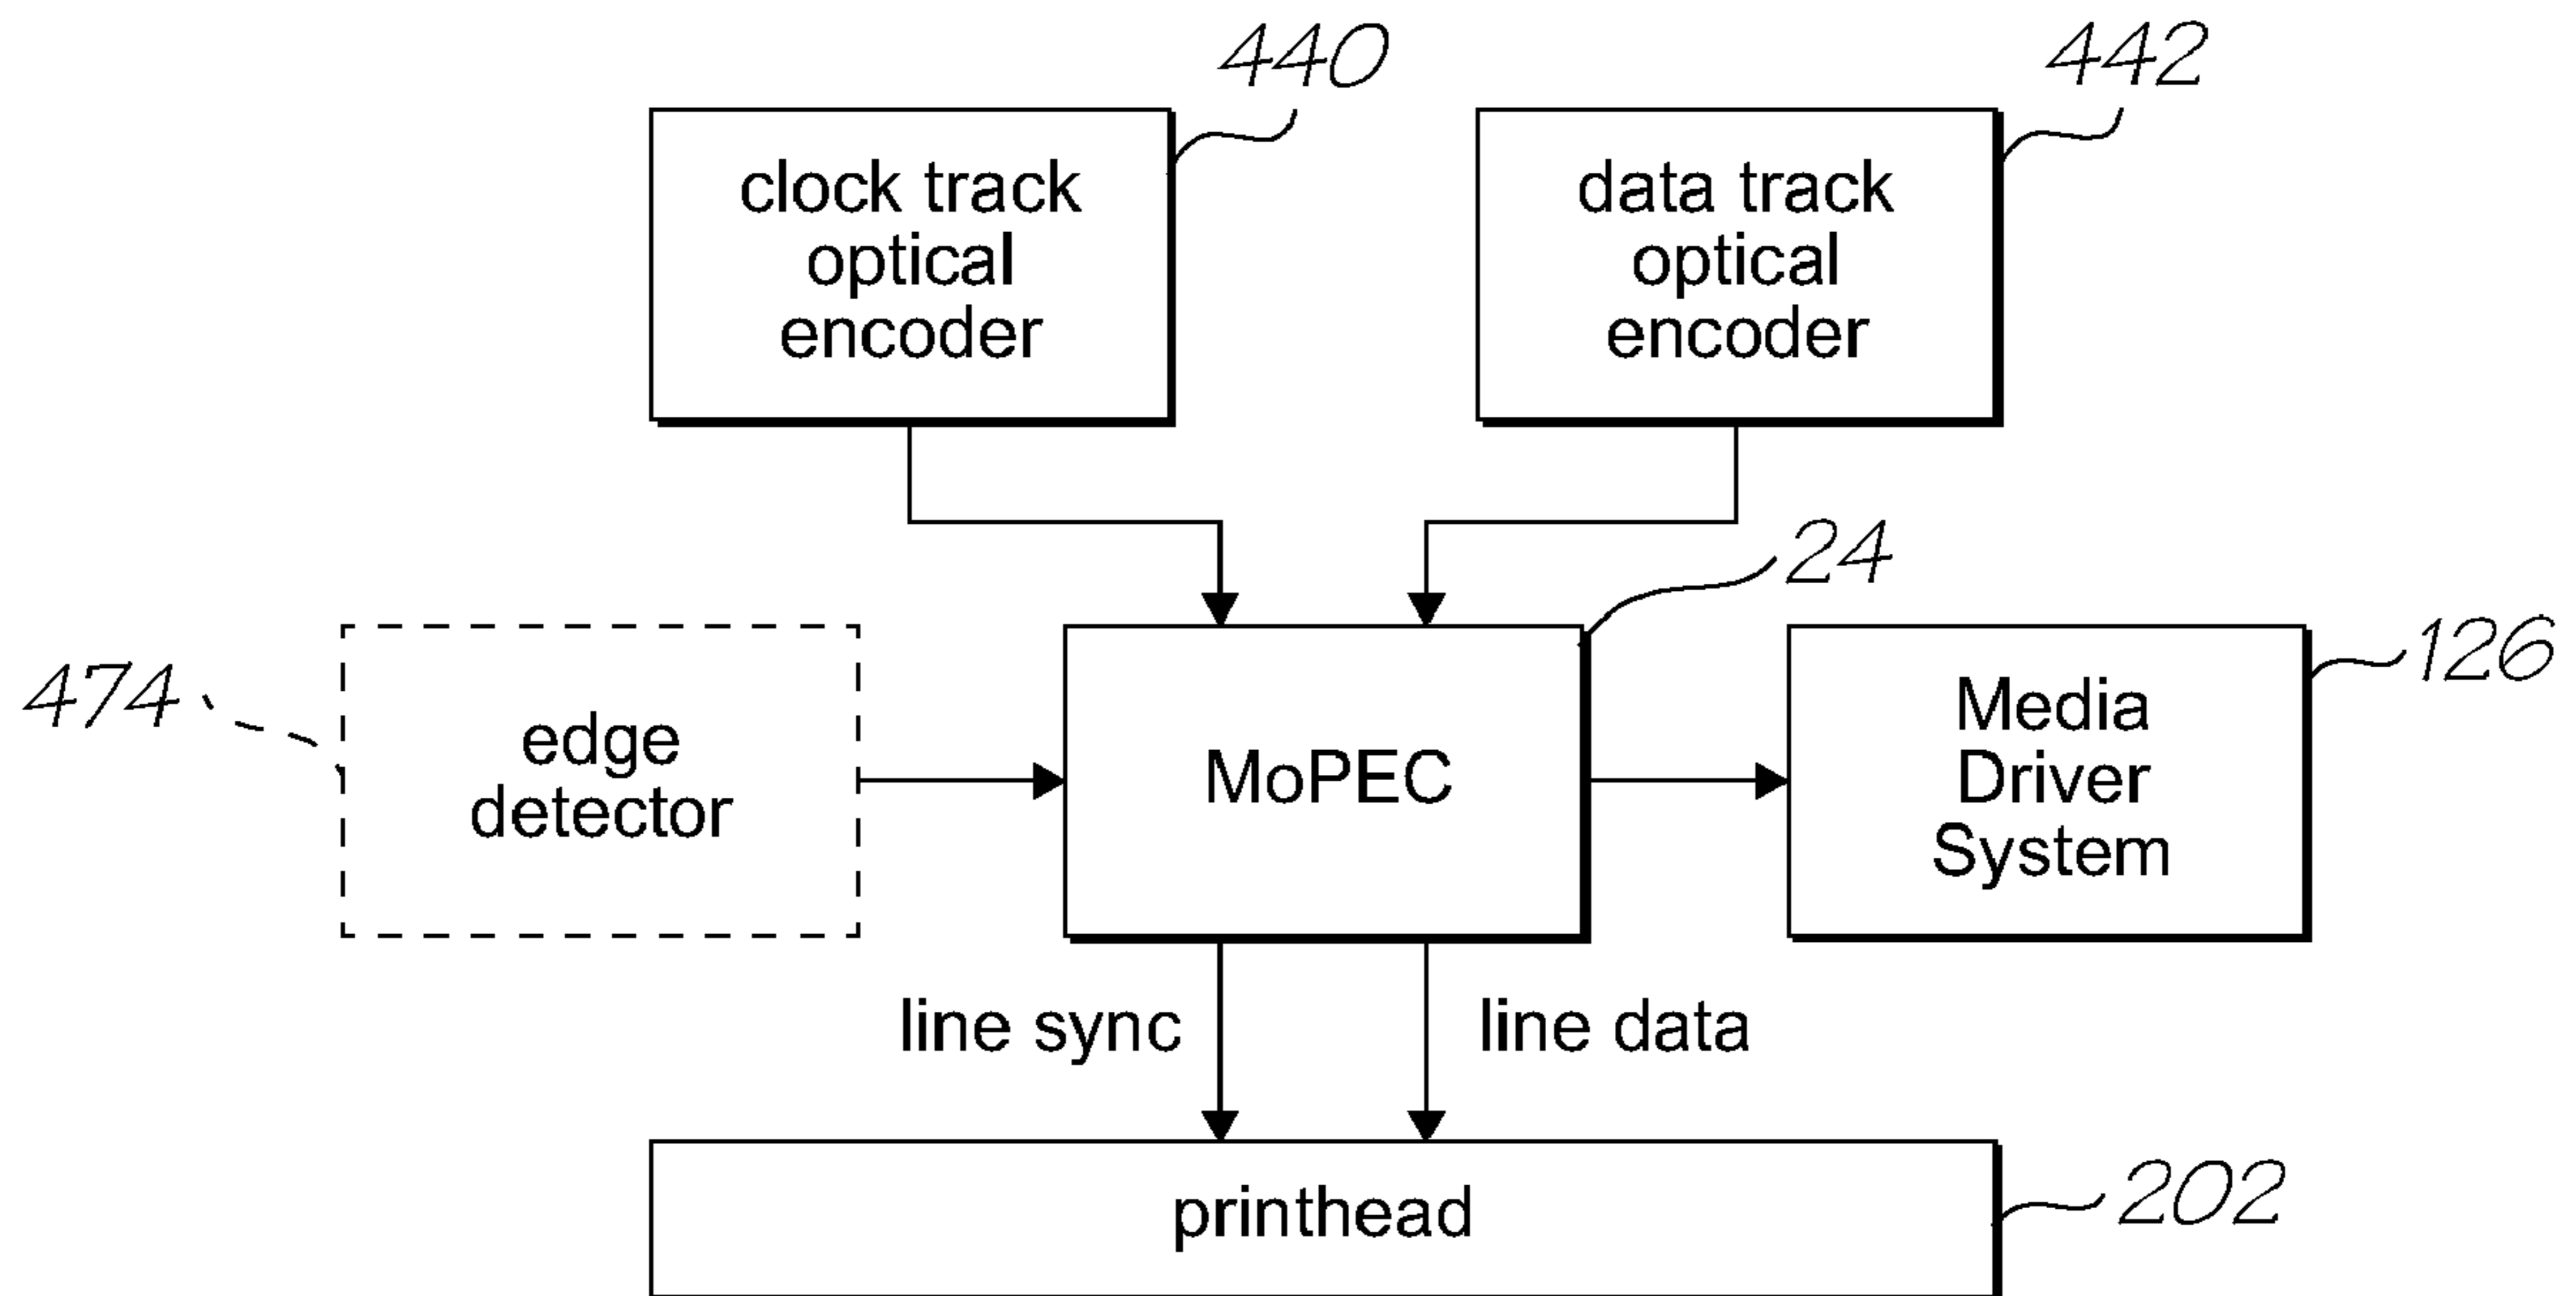 440
442
clock track
optical
encoder
data track
optical
encoder
24
126
474
edge
detector
MoPEC
Media
Driver
System
line sync
line data
printhead
202